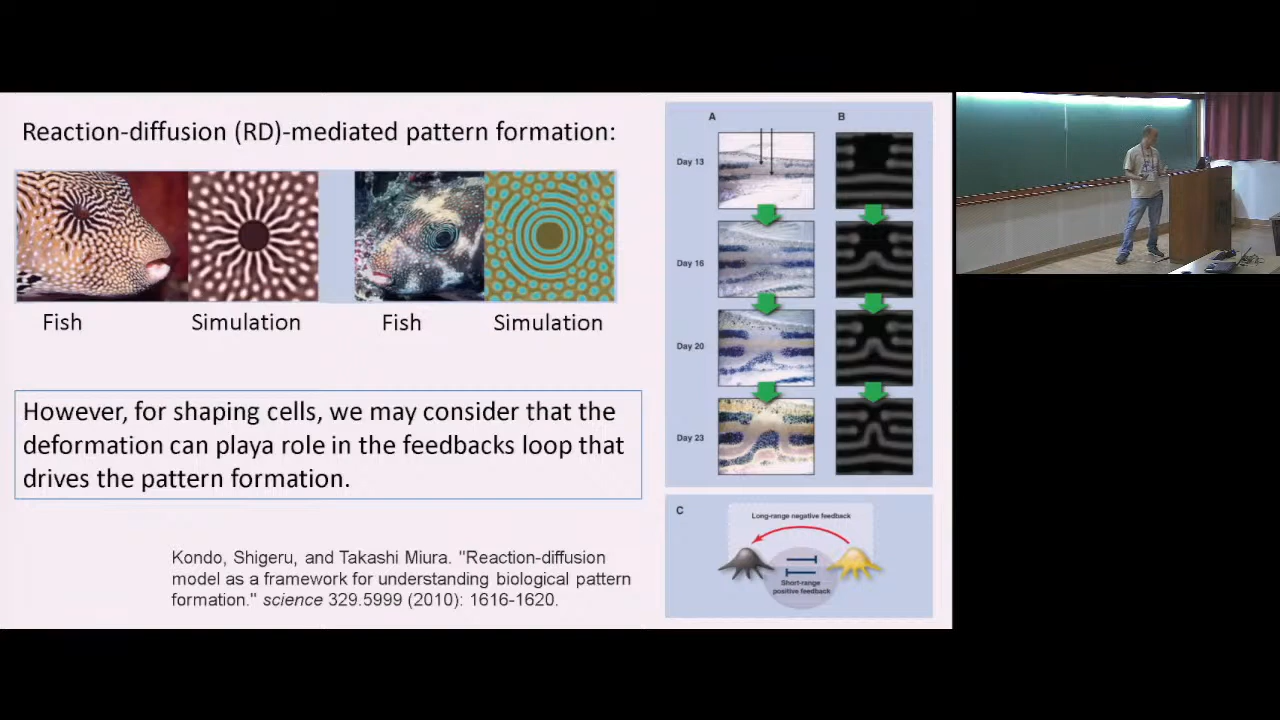 Reaction-diffusion (RD)-mediated pattern formation:
Fish
Simulation
Fish
Simulation
However, for shaping cells, we may consider that the
deformation can playa role in the feedbacks loop that
drives the pattern formation.
Kondo, Shigeru, and Takashi Miura. "Reaction-diffusion
model as a framework for understanding biological pattern
formation." science 329.5999 (2010): 1616-1620.
A
B
Day 13
Day 16
Day 20
Day 23
C
Long-range negative feedback
Short-range
positive feedback